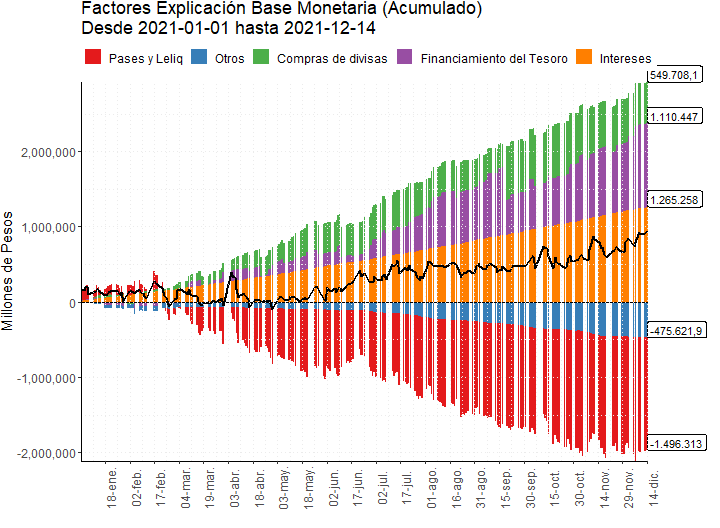 Factores Explicación Base Monetaria (Acumulado)
Desde 2021-01-01 hasta 2021-12-14
Pases y Leliq Otros Compras de divisas Financiamiento del Tesoro Intereses
549.708,1
1.110.447
2,000,000
1.265.258
1,000,000
0
-475.621,9
-1,000,000
-1.496.313
-2,000,000
Millones de Pesos
18-ene. 02-feb. 17-feb. 04-mar. 19-mar. 03-abr. 18-abr. 03-may. 18-may. 02-jun. 17-jun. 02-jul. 17-jul. 01-ago. 16-ago. 31-ago. 15-sep. 30-sep. 15-oct. 30-oct. 14-nov. 29-nov. 14-dic.